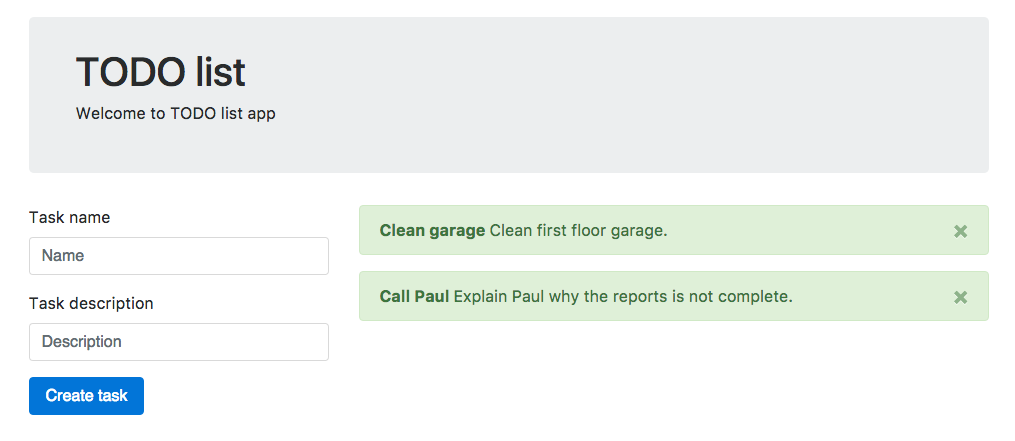 TODO list
Welcome to TODO list app
Task name
Name
Task description
Description
Create task
Clean garage Clean first floor garage.
Call Paul Explain Paul why the reports is not complete.